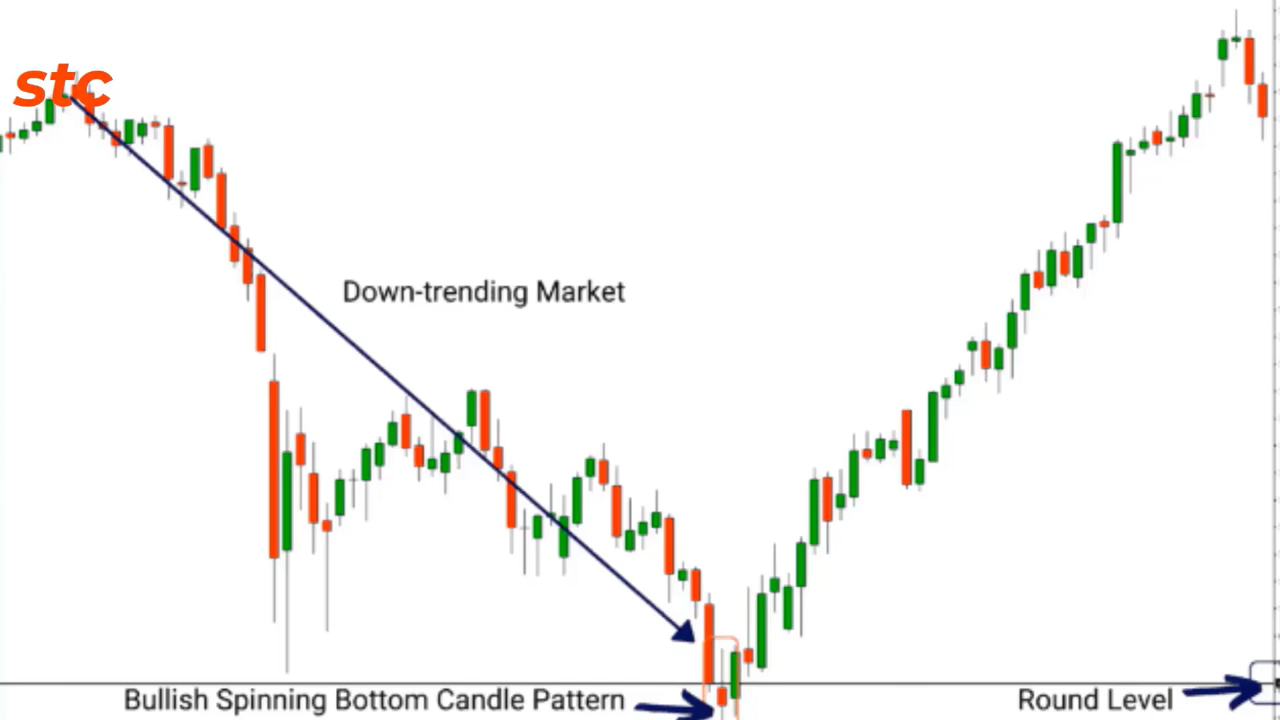 stc
Down-trending Market
Bullish Spinning Bottom Candle Pattern
Round Level